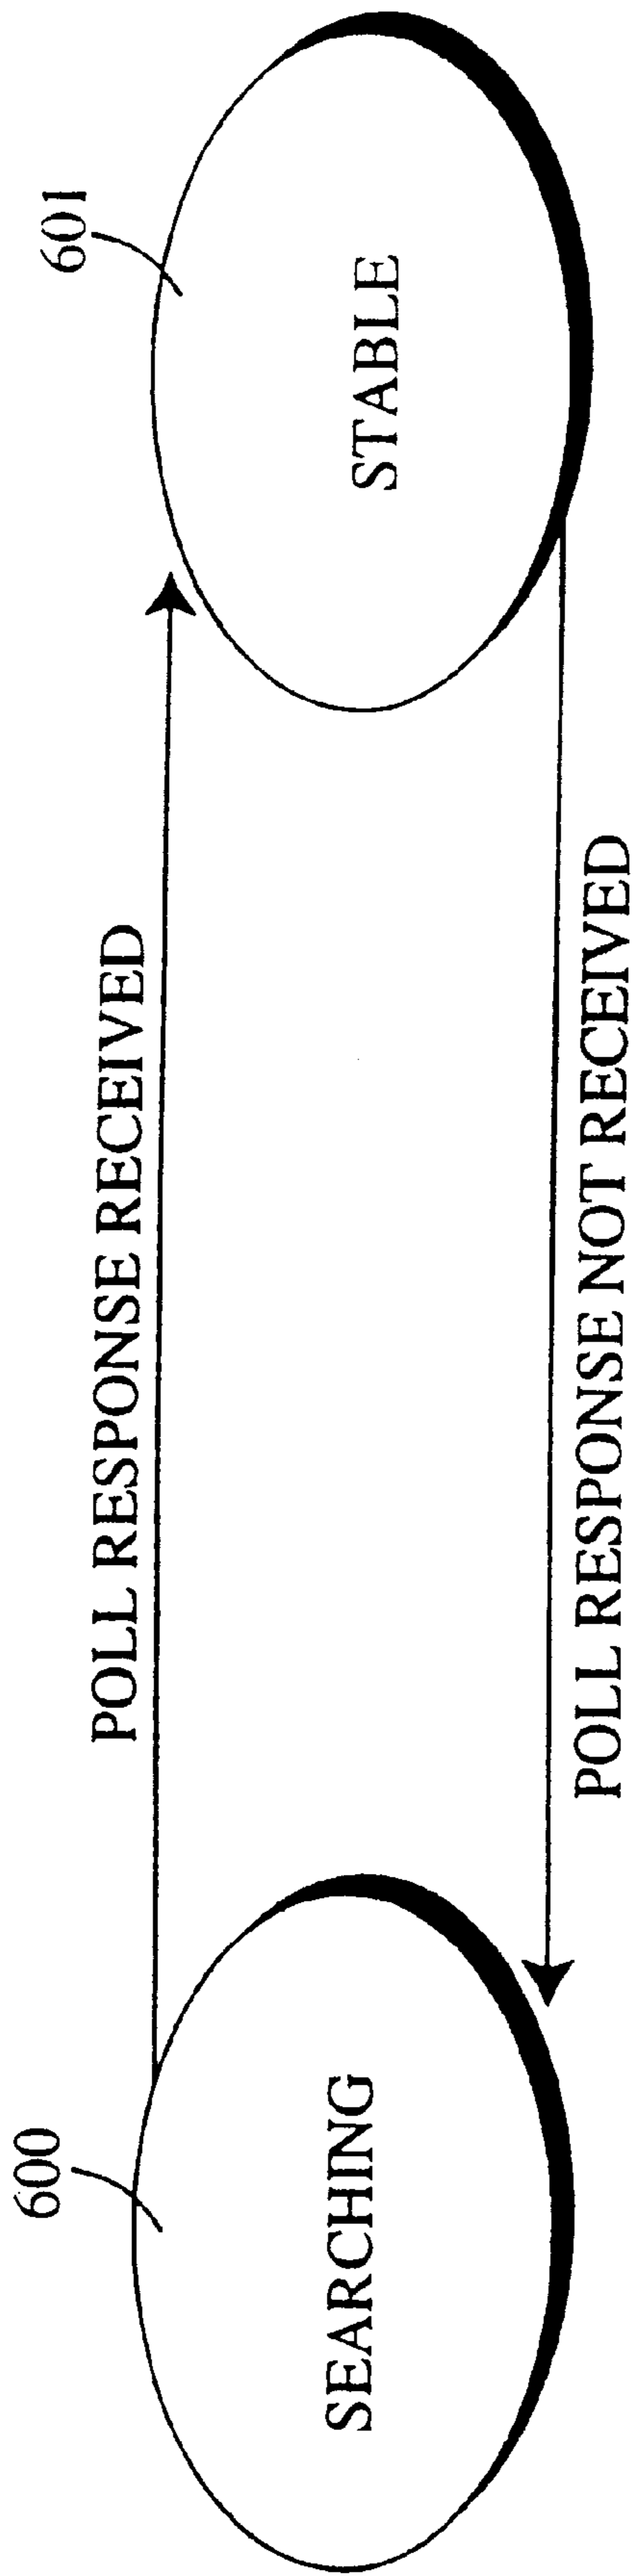 601
POLL RESPONSE RECEIVED
600
STABLE
SEARCHING
POLL RESPONSE NOT RECEIVED